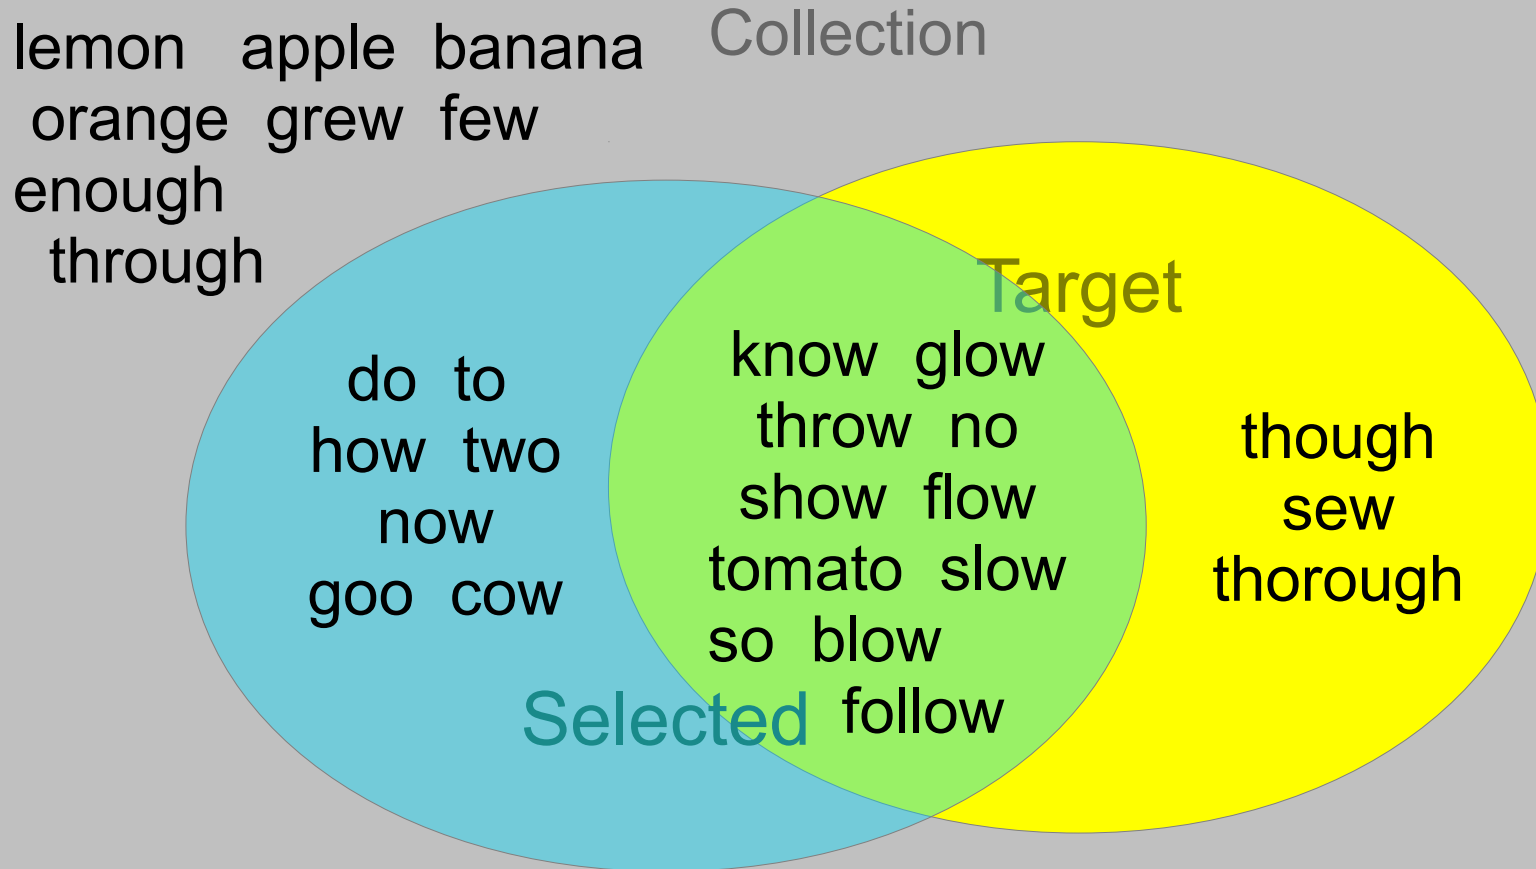 Collection
lemon apple banana
orange grew few
enough
through
Target
do to
how two
now
goo cow
know glow
throw no
show flow
tomato slow
so blow
follow
though
sew
thorough
Selected